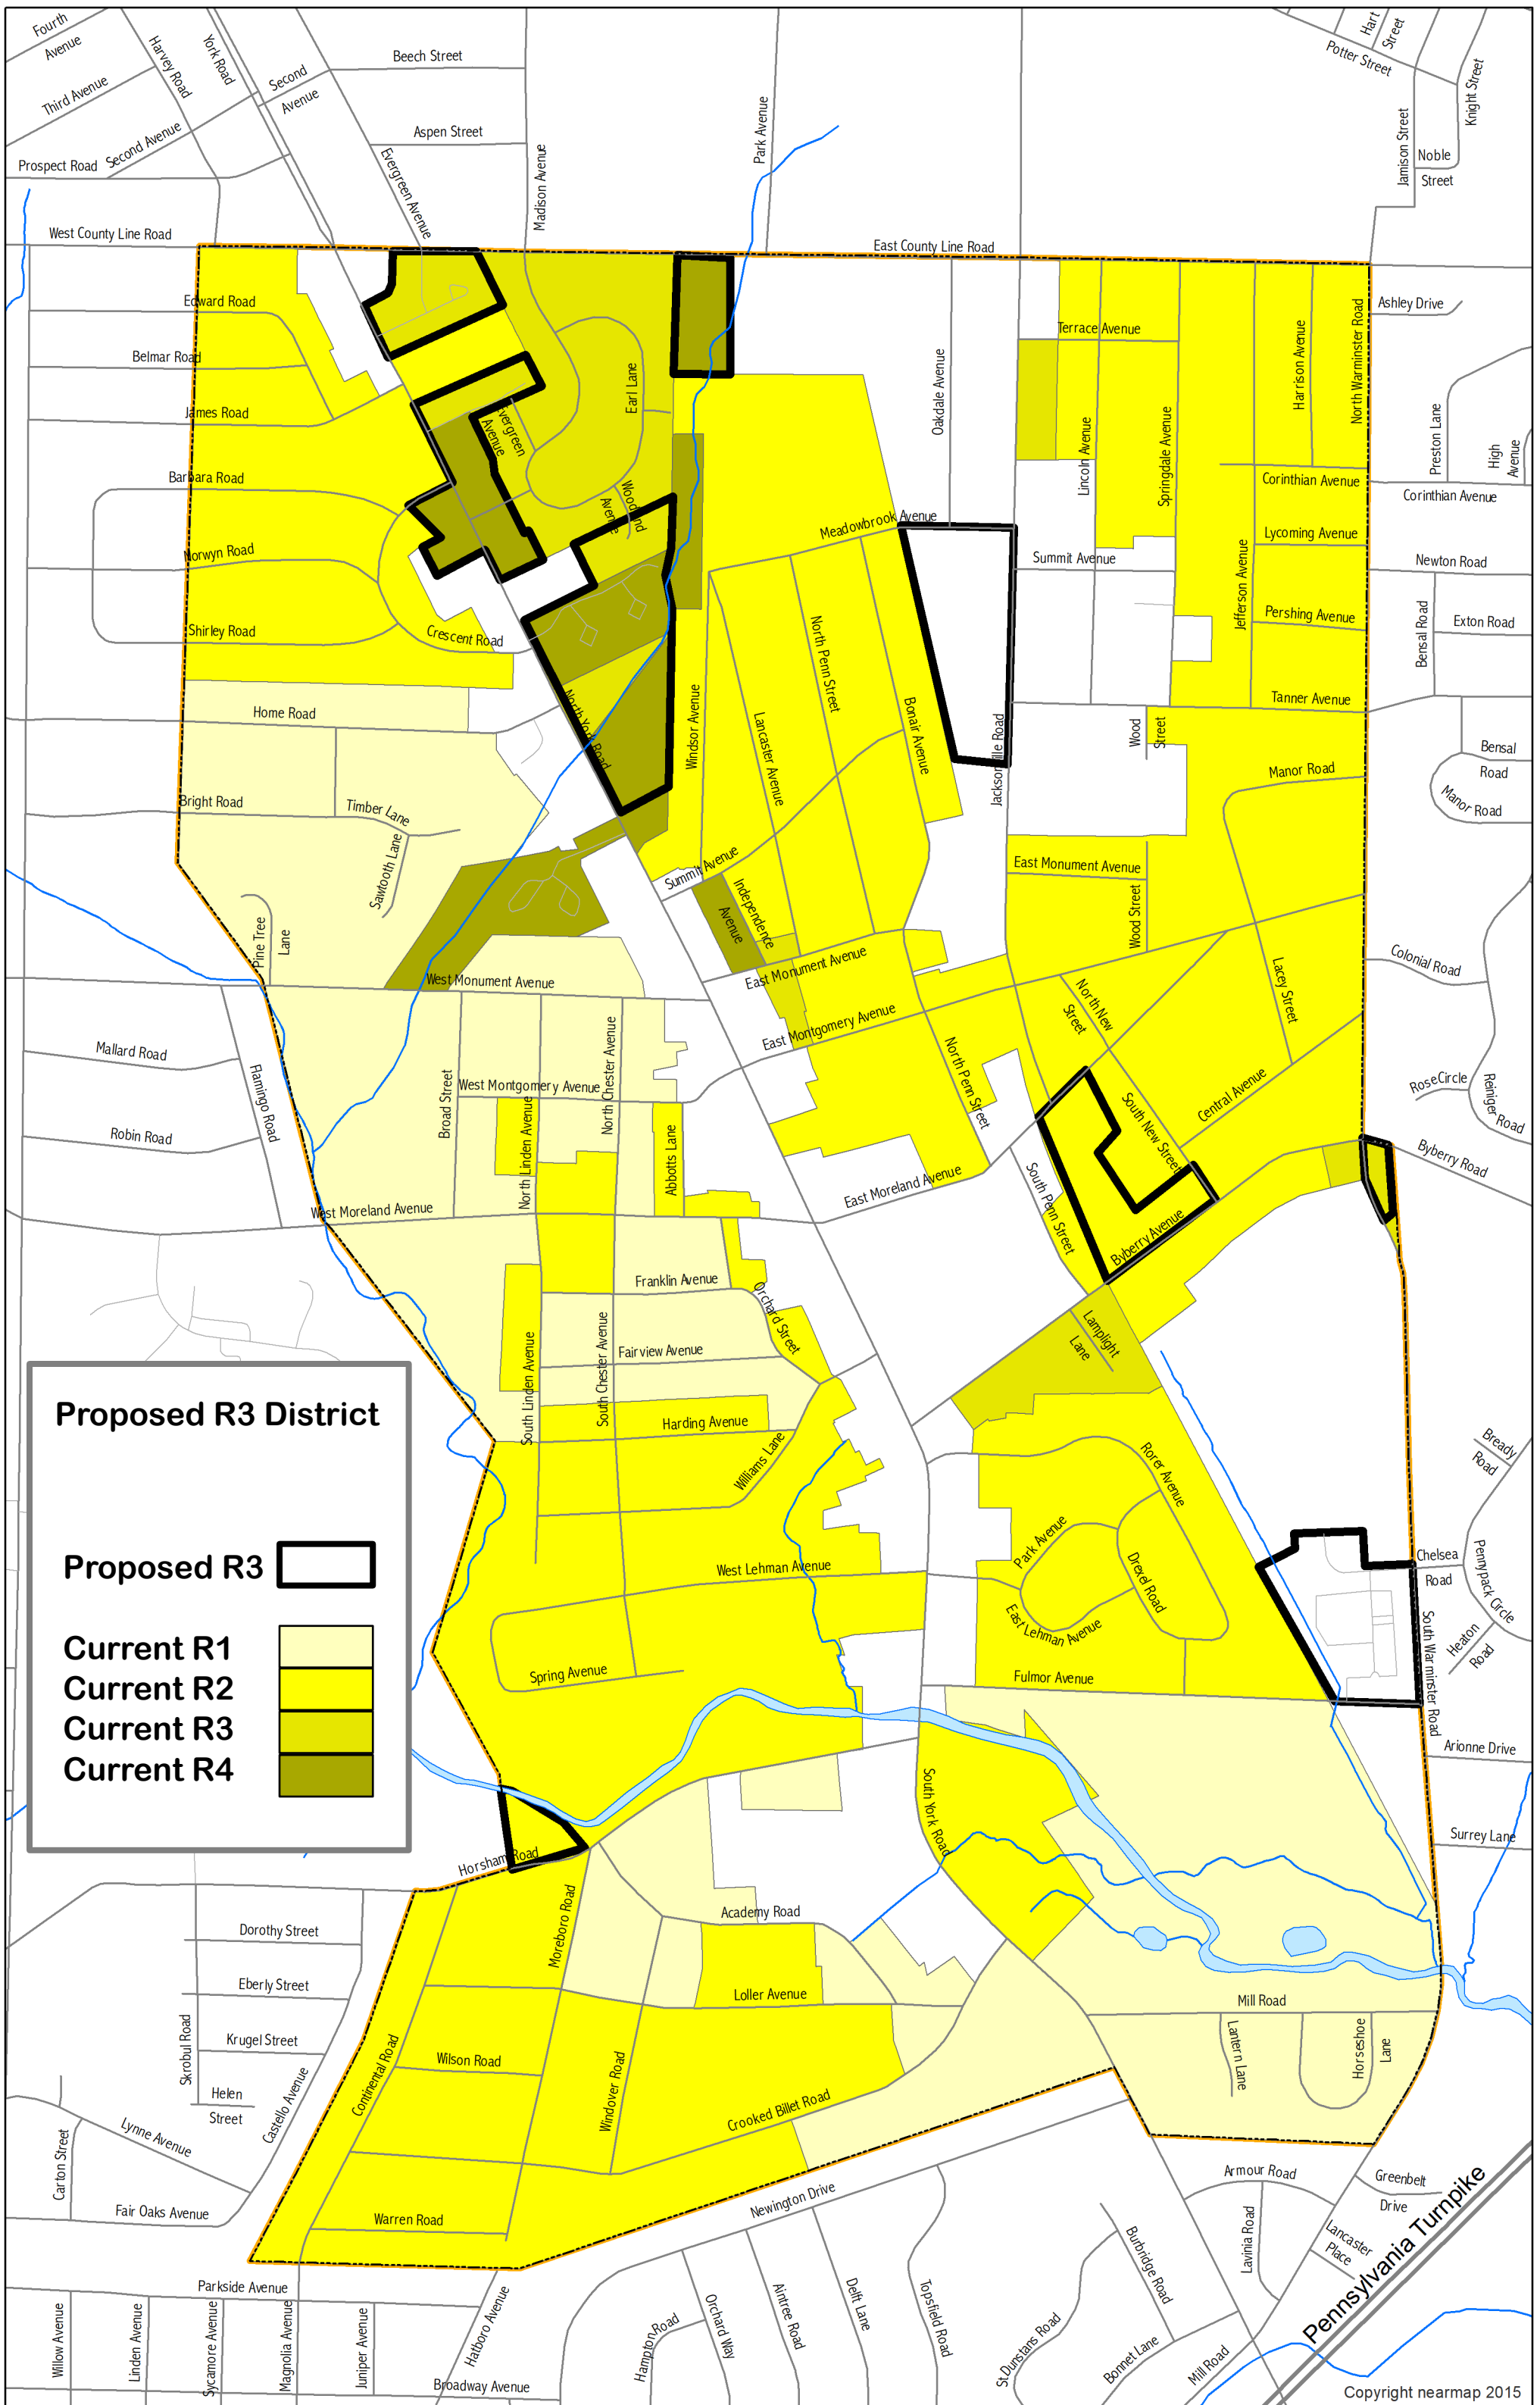 Fourth
Avenue
Harvey Road
York Road
Second
Avenue
Beech Street
Third Avenue
Second Avenue
Aspen Street
Prospect Road
Evergreen Avenue
Madison Avenue
Park Avenue
Hart
Street
Potter Street
Knight Street
Jamison Street
Noble
Street
West County Line Road
East County Line Road
Edward Road
Belmar Road
James Road
Barbara Road
Norwyn Road
Shirley Road
Crescent Road
Earl Lane
Evergreen
Avenue
Woodland
Avenue
Oakdale Avenue
Terrace Avenue
Lincoln Avenue
Springdale Avenue
Harrison Avenue
North Warminster Road
Ashley Drive
Preston Lane
High
Avenue
Corinthian Avenue
Corinthian Avenue
Meadowbrook Avenue
Summit Avenue
Lycoming Avenue
Jefferson Avenue
Pershing Avenue
Newton Road
Bensal Road
Exton Road
Tanner Avenue
Home Road
North York Road
Windsor Avenue
Lancaster Avenue
North Penn Street
Bonair Avenue
Jacksonville Road
Wood
Street
Bensal
Road
Manor Road
Manor Road
Bright Road
Timber Lane
Sawtooth Lane
Pine Tree
Lane
Summit Avenue
Independence
Avenue
East Monument Avenue
Wood Street
East Monument Avenue
West Monument Avenue
East Montgomery Avenue
North New
Street
Lacey Street
Colonial Road
Mallard Road
Flamingo Road
Robin Road
Broad Street
West Montgomery Avenue
North Linden Avenue
North Chester Avenue
Abbotts Lane
North Penn Street
South New Street
Central Avenue
Rose Circle
Reiniger Road
Byberry Road
West Moreland Avenue
East Moreland Avenue
South Penn Street
Byberry Avenue
Franklin Avenue
Orchard Street
Fairview Avenue
South Linden Avenue
South Chester Avenue
Harding Avenue
Williams Lane
Lamplight
Lane
Rorer Avenue
Park Avenue
Drexel Road
East Lehman Avenue
West Lehman Avenue
Spring Avenue
Fulmor Avenue
Bready
Road
Chelsea
Road
Pennypack Circle
Heaton
Road
South Warminster Road
Arionne Drive
Surrey Lane
Proposed R3 District
Proposed R3
Current R1
Current R2
Current R3
Current R4
Horsham Road
South York Road
Moreboro Road
Academy Road
Loller Avenue
Dorothy Street
Eberly Street
Krugel Street
Skrobul Road
Helen
Street
Castello Avenue
Continental Road
Wilson Road
Windover Road
Crooked Billet Road
Mill Road
Lantern Lane
Horseshoe
Lane
Lynne Avenue
Carton Street
Fair Oaks Avenue
Warren Road
Newington Drive
Armour Road
Greenbelt
Drive
Lavinia Road
Lancaster
Place
Pennsylvania Turnpike
Parkside Avenue
Willow Avenue
Linden Avenue
Sycamore Avenue
Magnolia Avenue
Juniper Avenue
Hatboro Avenue
Broadway Avenue
Hampton Road
Orchard Way
Aintree Road
Delft Lane
Topsfield Road
St Dunstans Road
Burbridge Road
Bonnet Lane
Mill Road
Copyright nearmap 2015